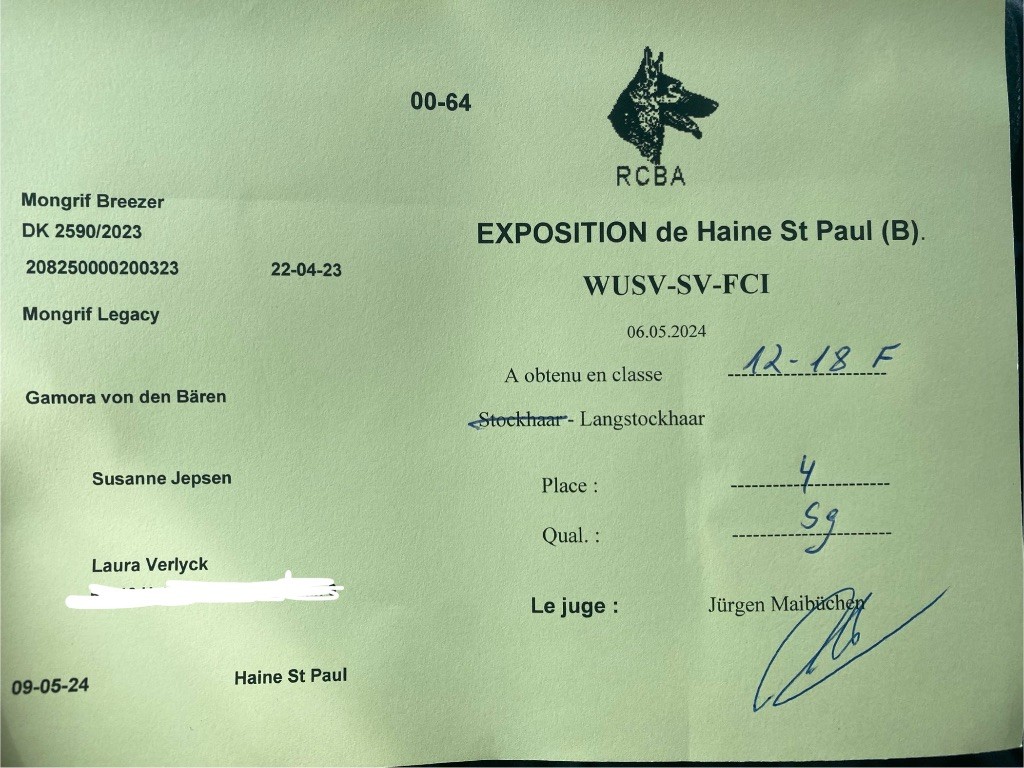 00-64
RCBA
Mongrif Breezer
DK 2590/2023
208250000200323 22-04-23
Mongrif Legacy
Gamora von den Bären
Susanne Jepsen
Laura Verlyck
09-05-24 Haine St Paul
EXPOSITION de Haine St Paul (B).
WUSV-SV-FCI
06.05.2024
A obtenu en classe 12-18 F
Stockhaar - Langstockhaar
Place : 4
Qual. : Sg
Le juge : Jürgen Maibüchen